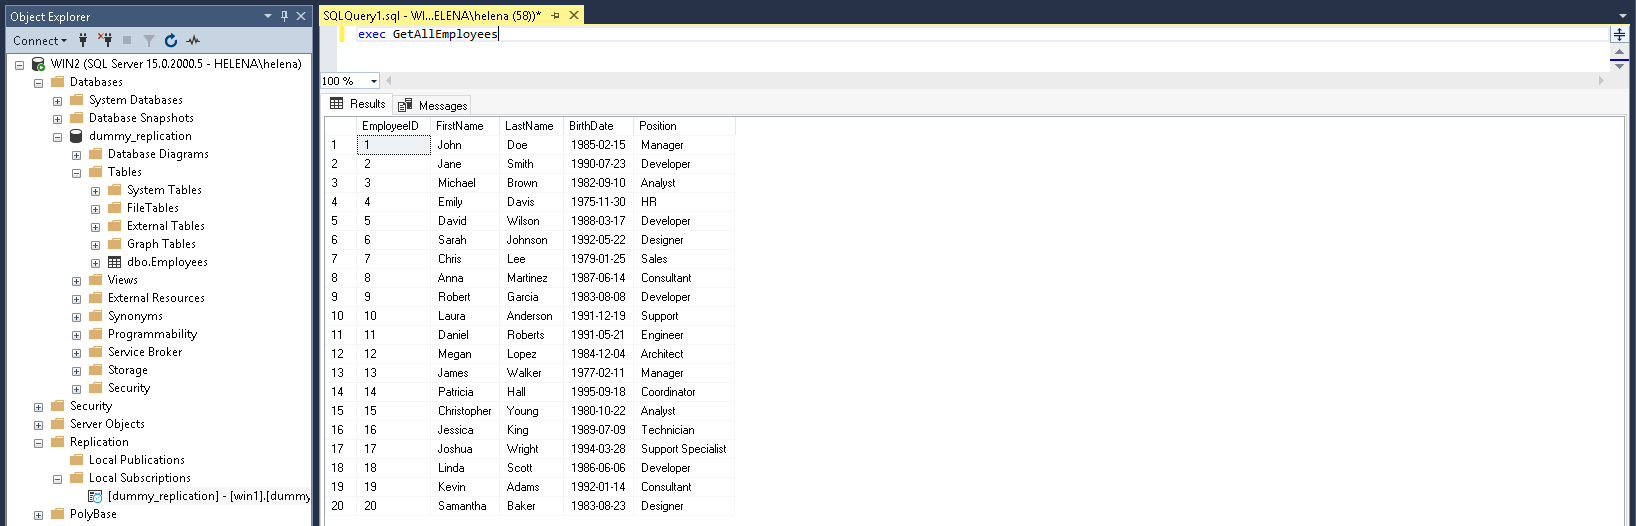 Object Explorer
Connect
WIN2 (SQL Server 15.0.2000.5 - HELENA\helena)
Databases
System Databases
Database Snapshots
dummy_replication
Database Diagrams
Tables
System Tables
FileTables
External Tables
Graph Tables
dbo.Employees
Views
External Resources
Synonyms
Programmability
Service Broker
Storage
Security
Security
Server Objects
Replication
Local Publications
Local Subscriptions
[dummy_replication] - [win1].[dummy
PolyBase
SQLQuery1.sql - WI...ELENA\helena (58))*
exec GetAllEmployees
100 %
Results Messages
EmployeeID FirstName LastName BirthDate Position
1 1 John Doe 1985-02-15 Manager
2 2 Jane Smith 1990-07-23 Developer
3 3 Michael Brown 1982-09-10 Analyst
4 4 Emily Davis 1975-11-30 HR
5 5 David Wilson 1988-03-17 Developer
6 6 Sarah Johnson 1992-05-22 Designer
7 7 Chris Lee 1979-01-25 Sales
8 8 Anna Martinez 1987-06-14 Consultant
9 9 Robert Garcia 1983-08-08 Developer
10 10 Laura Anderson 1991-12-19 Support
11 11 Daniel Roberts 1991-05-21 Engineer
12 12 Megan Lopez 1984-12-04 Architect
13 13 James Walker 1977-02-11 Manager
14 14 Patricia Hall 1995-09-18 Coordinator
15 15 Christopher Young 1980-10-22 Analyst
16 16 Jessica King 1989-07-09 Technician
17 17 Joshua Wright 1994-03-28 Support Specialist
18 18 Linda Scott 1986-06-06 Developer
19 19 Kevin Adams 1992-01-14 Consultant
20 20 Samantha Baker 1983-08-23 Designer